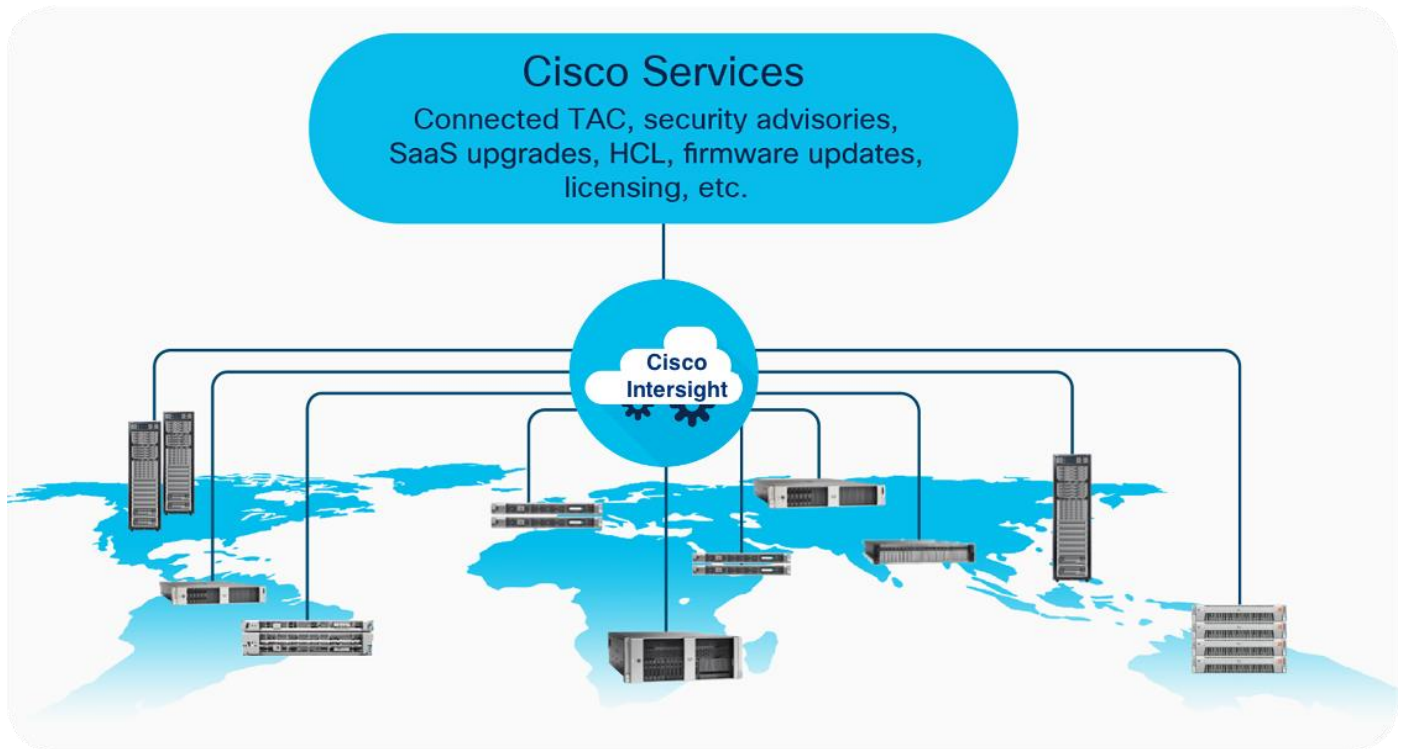 Cisco Services
Connected TAC, security advisories,
SaaS upgrades, HCL, firmware updates,
licensing, etc.
Cisco
Intersight